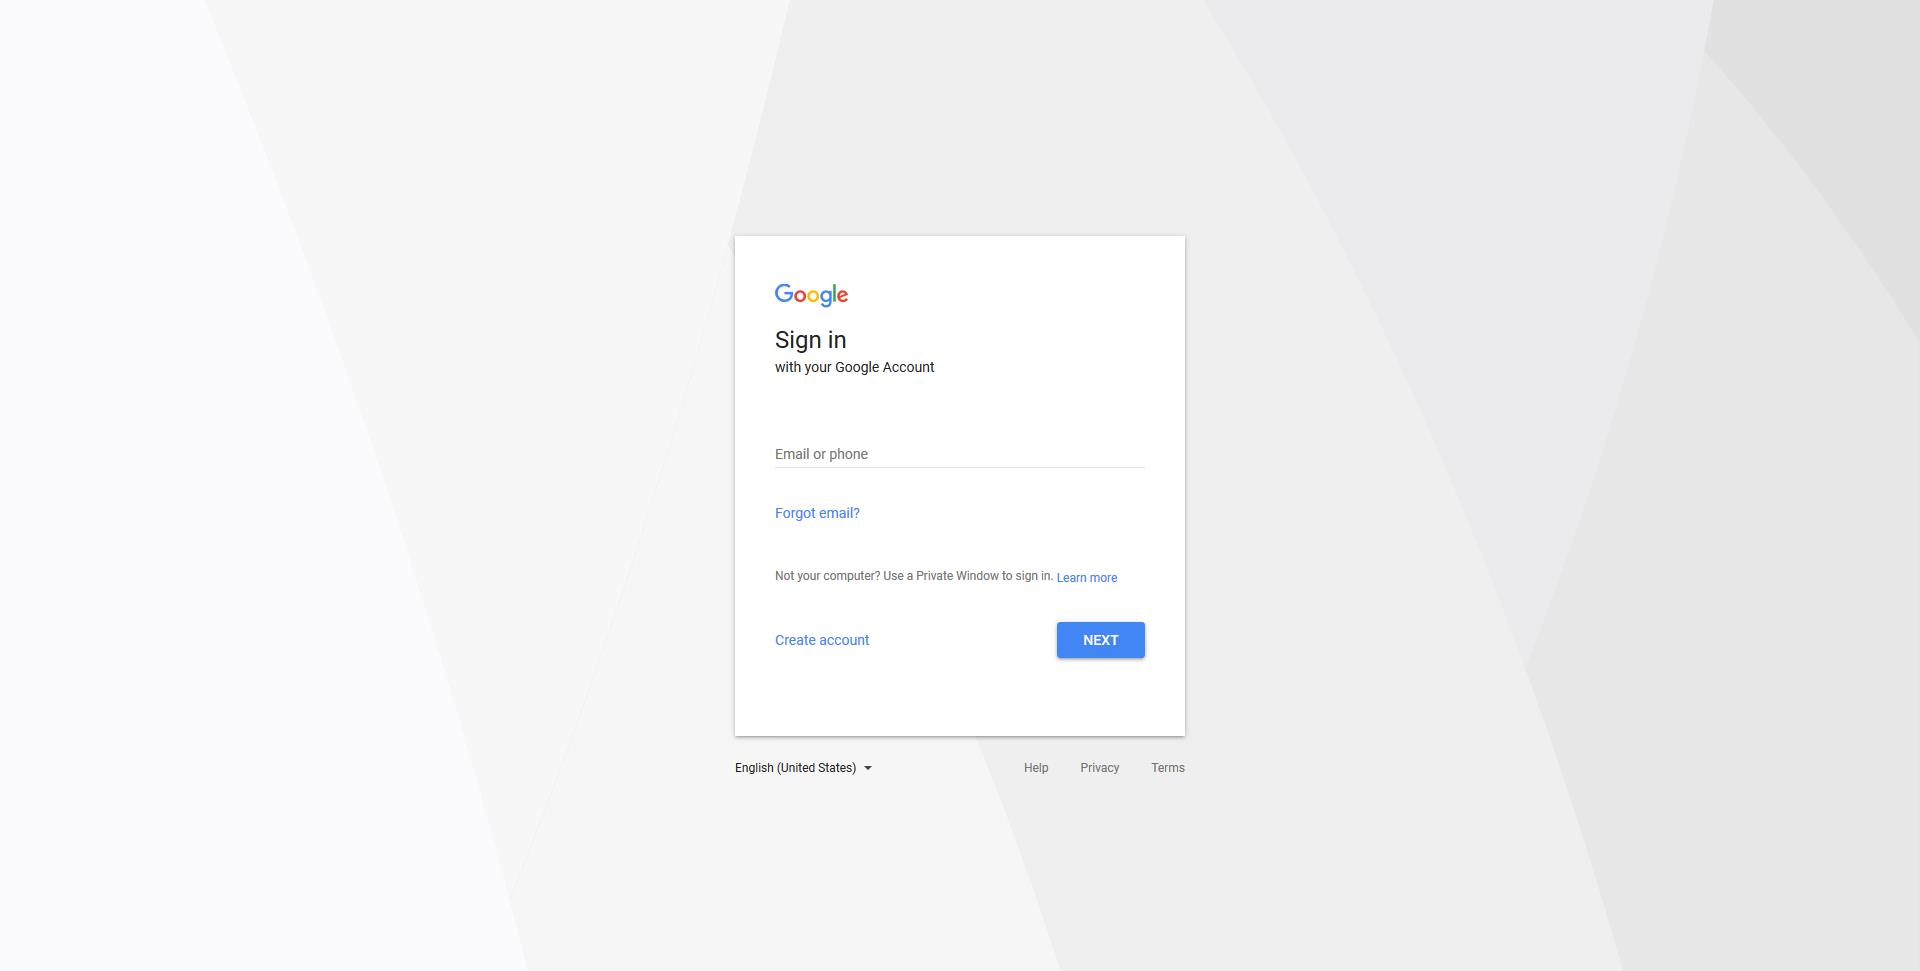 Google
Sign in
with your Google Account
Email or phone
Forgot email?
Not your computer? Use a Private Window to sign in. Learn more
Create account
NEXT
English (United States)
Help
Privacy
Terms